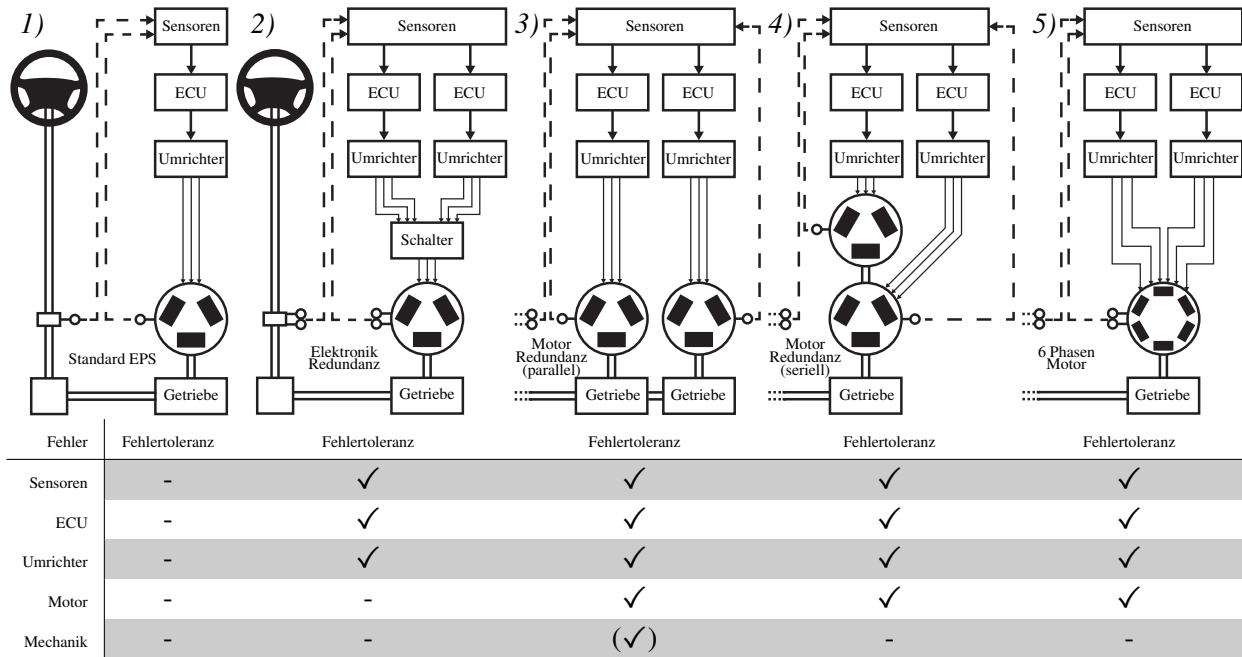 1)
2)
3)
4)
5)
Sensoren
Sensoren
Sensoren
Sensoren
Sensoren
ECU
ECU
ECU
ECU
ECU
ECU
ECU
ECU
ECU
Umrichter
Umrichter
Umrichter
Umrichter
Umrichter
Umrichter
Umrichter
Umrichter
Umrichter
Schalter
Standard EPS
Elektronik
Redundanz
Motor
Redundanz
(parallel)
Motor
Redundanz
(seriell)
6 Phasen
Motor
Getriebe
Getriebe
Getriebe
Getriebe
Getriebe
Getriebe
Fehler Fehlertoleranz Fehlertoleranz Fehlertoleranz Fehlertoleranz Fehlertoleranz
Sensoren - ✓ ✓ ✓ ✓
ECU - ✓ ✓ ✓ ✓
Umrichter - ✓ ✓ ✓ ✓
Motor - - ✓ ✓ ✓
Mechanik - - (✓) - -